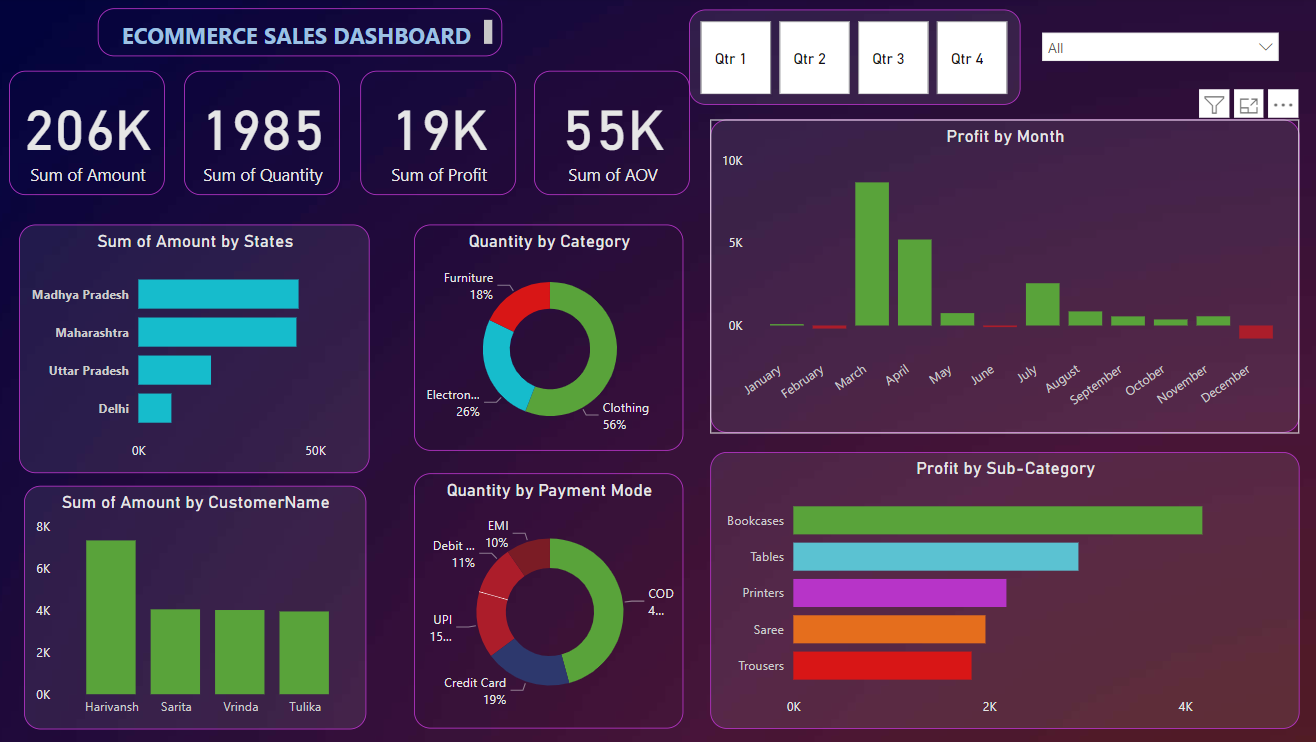 ECOMMERCE SALES DASHBOARD
Qtr 1
Qtr 2
Qtr 3
Qtr 4
All
206K
Sum of Amount
1985
Sum of Quantity
19K
Sum of Profit
55K
Sum of AOV
Profit by Month
10K
5K
0K
January
February
March
April
May
June
July
August
September
October
November
December
Sum of Amount by States
Madhya Pradesh
Maharashtra
Uttar Pradesh
Delhi
0K
50K
Quantity by Category
Furniture
18%
Electron...
26%
Clothing
56%
Sum of Amount by CustomerName
8K
6K
4K
2K
0K
Harivansh
Sarita
Vrinda
Tulika
Quantity by Payment Mode
EMI
10%
Debit ...
11%
UPI
15...
Credit Card
19%
COD
4...
Profit by Sub-Category
Bookcases
Tables
Printers
Saree
Trousers
0K
2K
4K